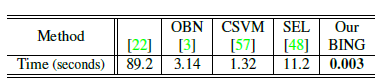 Method [22] OBN [3] CSVM [57] SEL [48] Our BING
Time (seconds) 89.2 3.14 1.32 11.2 0.003